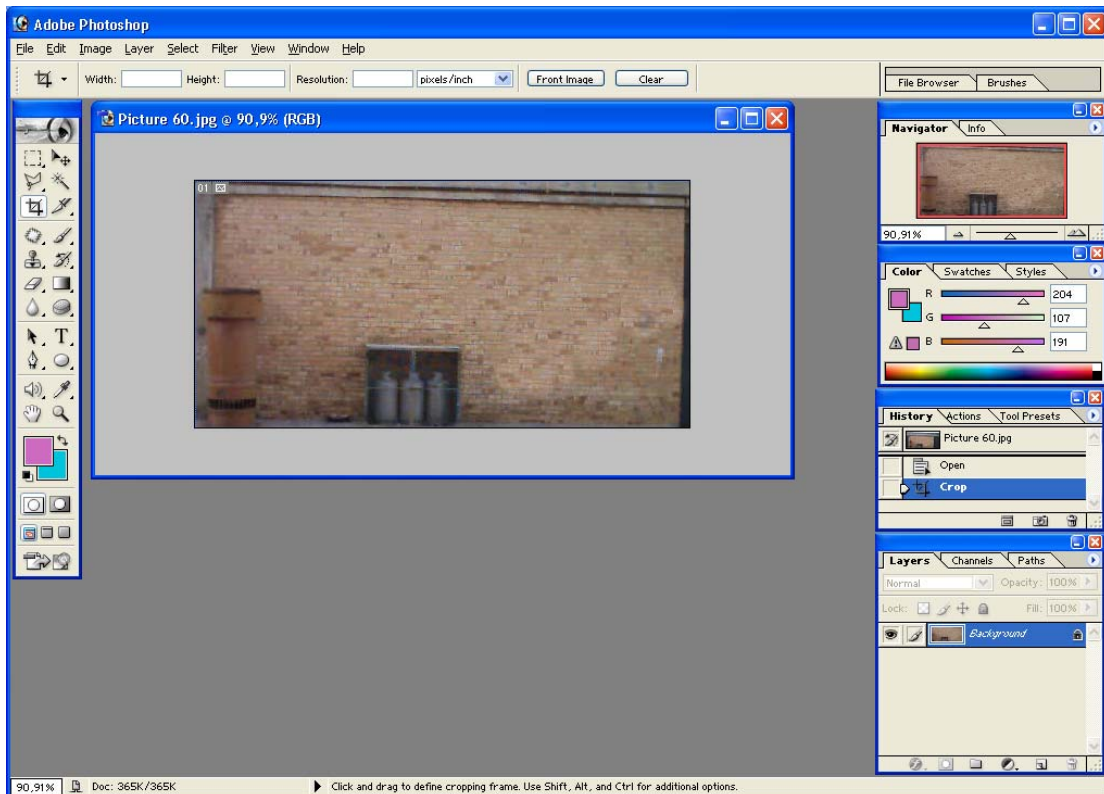 Adobe Photoshop
File Edit Image Layer Select Filter View Window Help
Width: Height: Resolution: pixels/inch Front Image Clear
File Browser Brushes
Picture 60.jpg @ 90,9% (RGB)
01
Navigator Info
90,91%
Color Swatches Styles
R 204
G 107
B 191
History Actions Tool Presets
Picture 60.jpg
Open
Crop
Layers Channels Paths
Normal Opacity: 100%
Lock: Fill: 100%
Background
T
90,91% Doc: 365K/365K Click and drag to define cropping frame. Use Shift, Alt, and Ctrl for additional options.